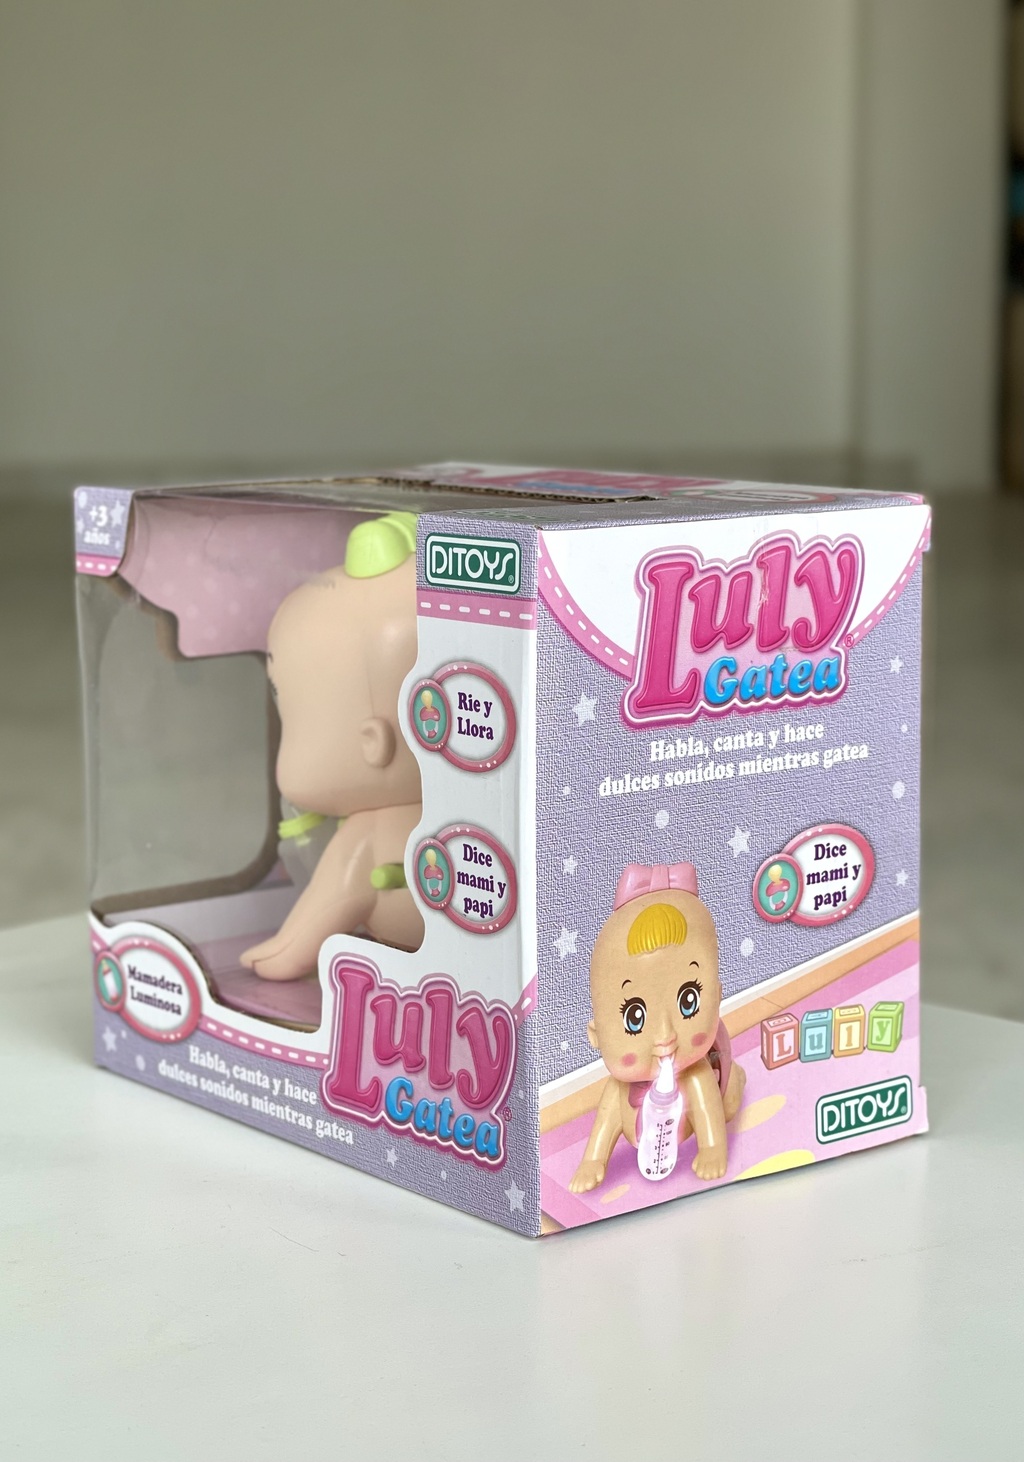 +3
años
DITOYS®
Rie y
Llora
Dice
mami y
papi
Mamadera
Luminosa
Habla, canta y hace
dulces sonidos mientras gatea
Luly®
Gatea
Luly®
Gatea
Habla, canta y hace
dulces sonidos mientras gatea
Dice
mami y
papi
Luly
DITOYS®